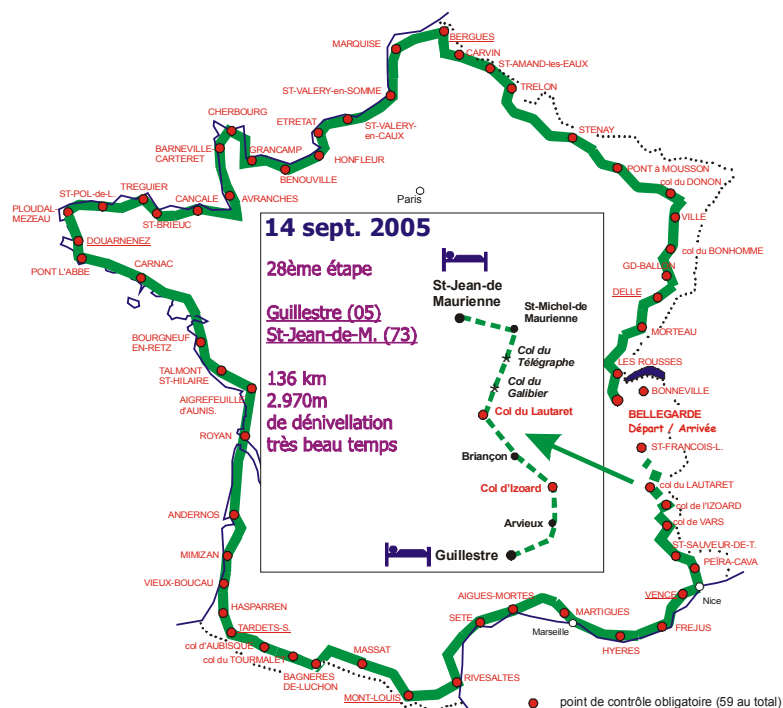 BERGUES
MARQUISE
CARVIN
ST-AMAND-les-EAUX
ST-VALERY-en-SOMME
TRELON
CHERBOURG
ETRETAT
ST-VALERY-
en-CAUX
STENAY
BARNEVILLE-
CARTERET
GRANCAMP
HONFLEUR
BENOUVILLE
PONT à MOUSSON
col du DONON
ST-POL-de-L.
TREGUIER
CANCALE
AVRANCHES
Paris
PLOUDAL-
MEZEAU
ST-BRIEUC
VILLE
DOUARNENEZ
col du BONHOMME
PONT L'ABBE
CARNAC
GD-BALLON
DELLE
BOURGNEUF
EN-RETZ
MORTEAU
TALMONT
ST-HILAIRE
LES ROUSSES
AIGREFEUILLE
d'AUNIS.
BONNEVILLE
BELLEGARDE
Départ / Arrivée
ROYAN
ST-FRANCOIS-L.
col du LAUTARET
col de l'IZOARD
ANDERNOS
col de VARS
MIMIZAN
ST-SAUVEUR-DE-T.
PEÏRA-CAVA
VIEUX-BOUCAU
VENCE
Nice
HASPARREN
AIGUES-MORTES
MARTIGUES
TARDETS-S.
SETE
Marseille
FREJUS
col d'AUBISQUE
HYERES
col du TOURMALET
MASSAT
BAGNERES
DE-LUCHON
RIVESALTES
MONT-LOUIS
14 sept. 2005
28ème étape
Guillestre (05)
St-Jean-de-M. (73)
136 km
2.970m
de dénivellation
très beau temps
St-Jean-de
Maurienne
St-Michel-de
Maurienne
Col du
Télégraphe
Col du
Galibier
Col du Lautaret
Briançon
Col d'Izoard
Arvieux
Guillestre
point de contrôle obligatoire (59 au total)